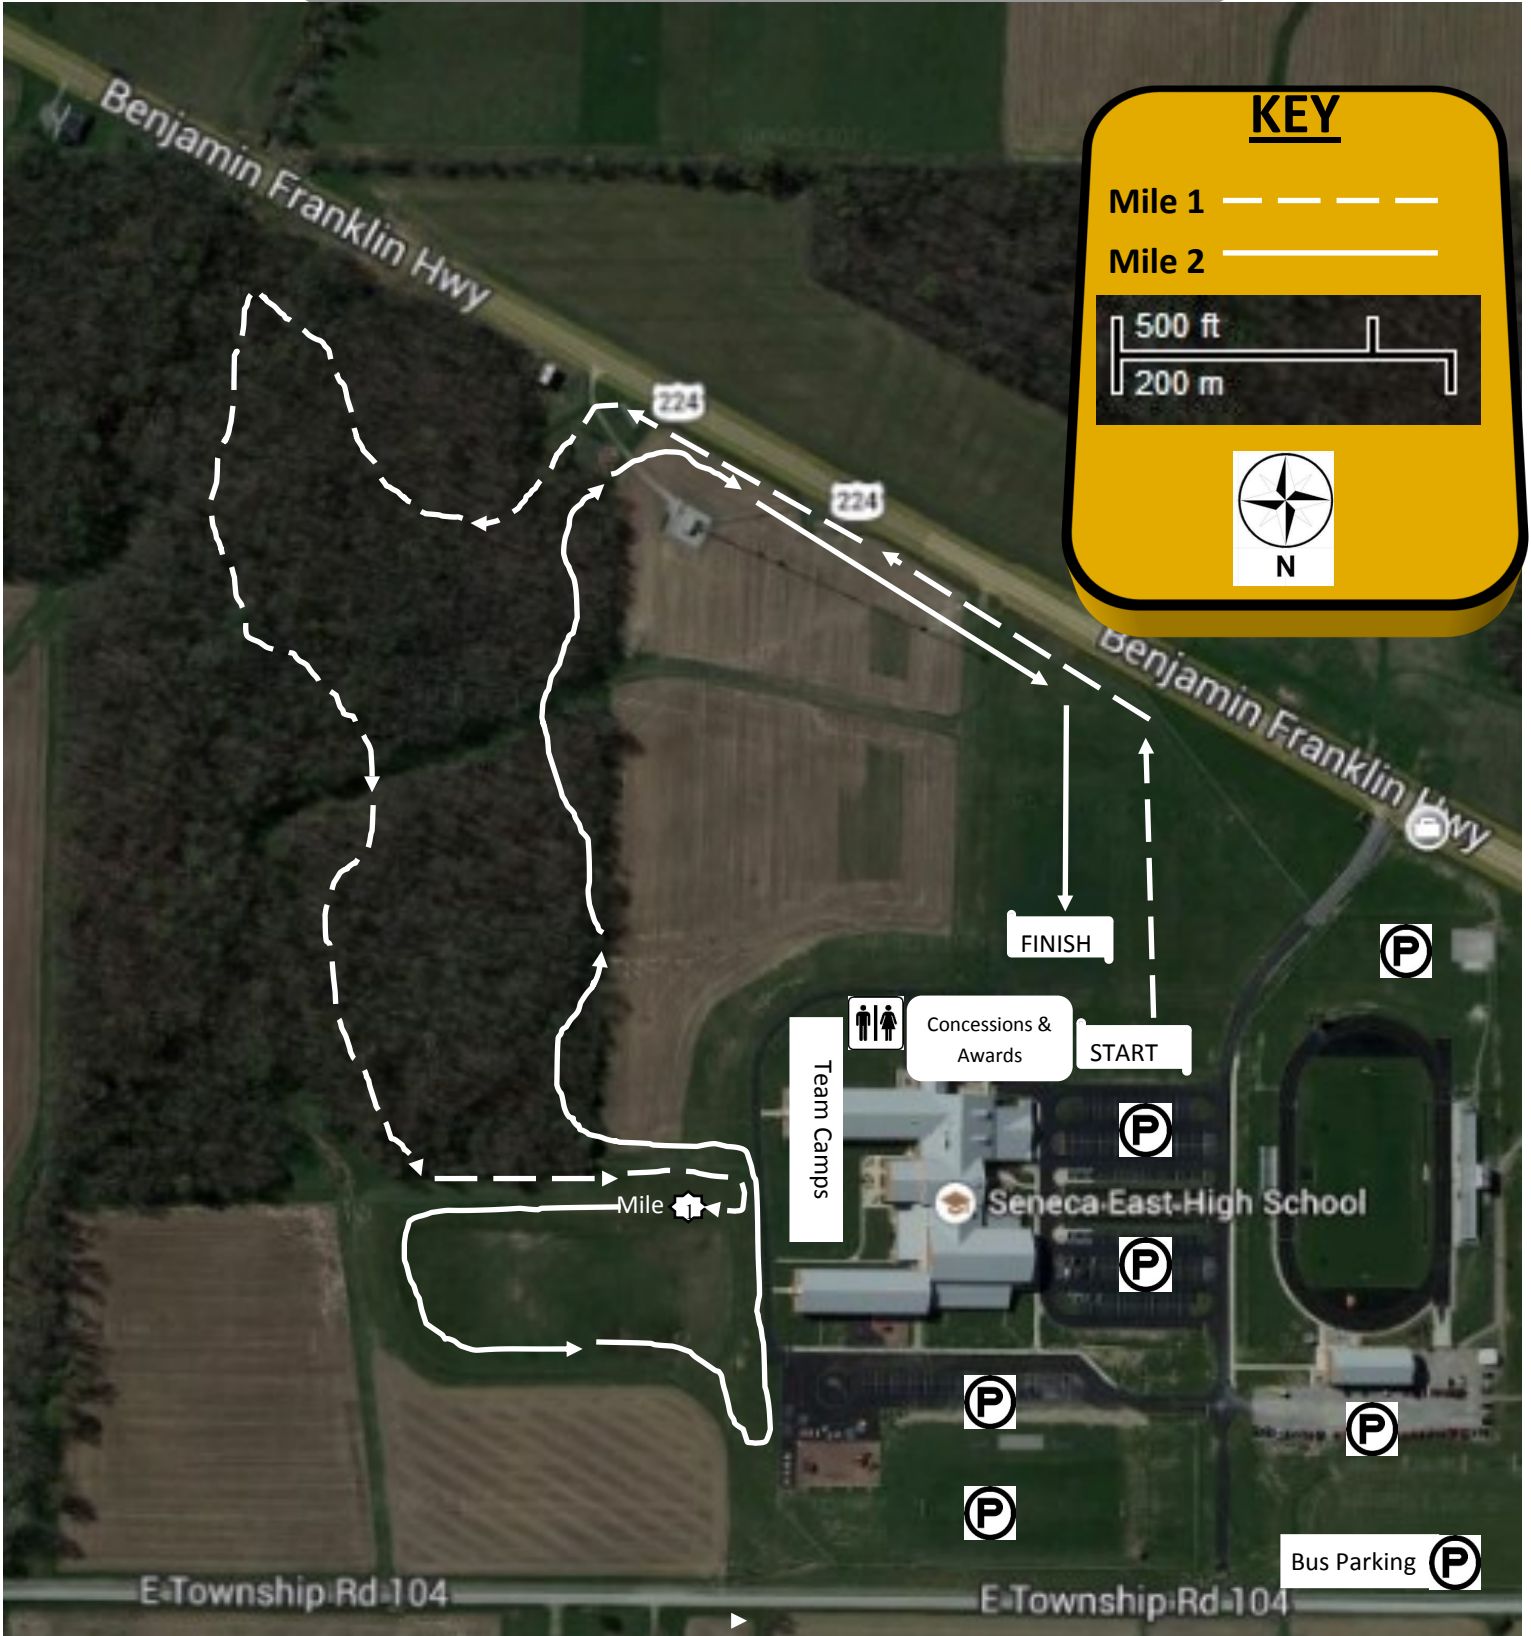 KEY
Mile 1
Mile 2
500 ft
200 m
N
Benjamin Franklin Hwy
224
224
Benjamin Franklin Hwy
FINISH
P
Concessions &
Awards
START
Team Camps
P
Mile 1
Seneca East High School
P
P
P
P
Bus Parking P
E Township Rd 104
E Township Rd 104